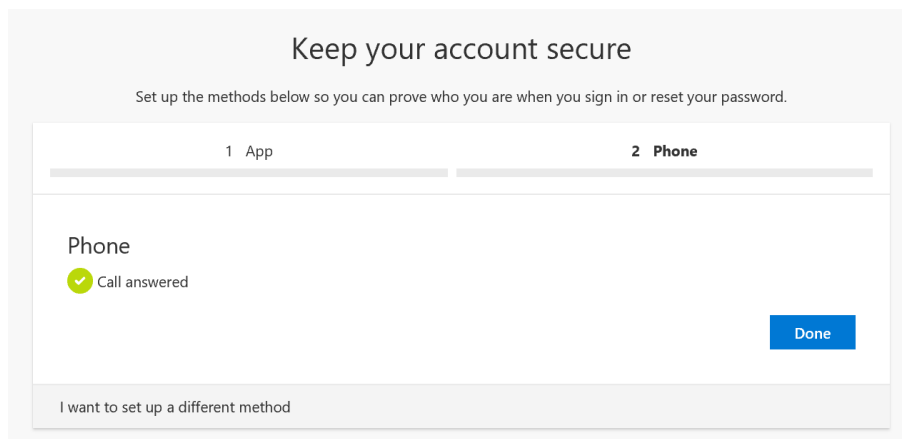 Keep your account secure
Set up the methods below so you can prove who you are when you sign in or reset your password.
1 App
2 Phone
Phone
Call answered
Done
I want to set up a different method